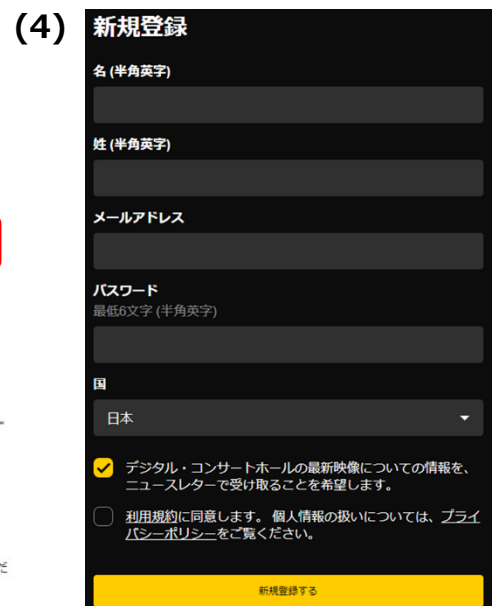 (4)
新規登録
名 (半角英字)
姓 (半角英字)
メールアドレス
パスワード
最低6文字 (半角英字)
国
日本
デジタル・コンサートホールの最新映像についての情報を、
ニュースレターで受け取ることを希望します。
利用規約に同意します。 個人情報の扱いについては、プライ
バシーポリシーをご覧ください。
だ
新規登録する